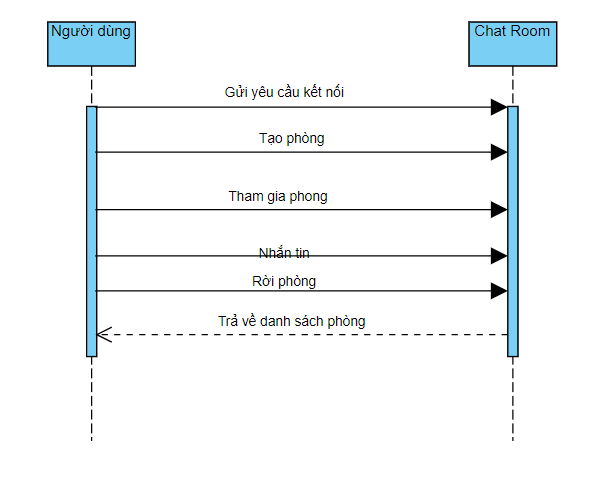 Người dùng
Chat Room
Gửi yêu cầu kết nối
Tạo phòng
Tham gia phong
Nhắn tin
Rời phòng
Trả về danh sách phòng